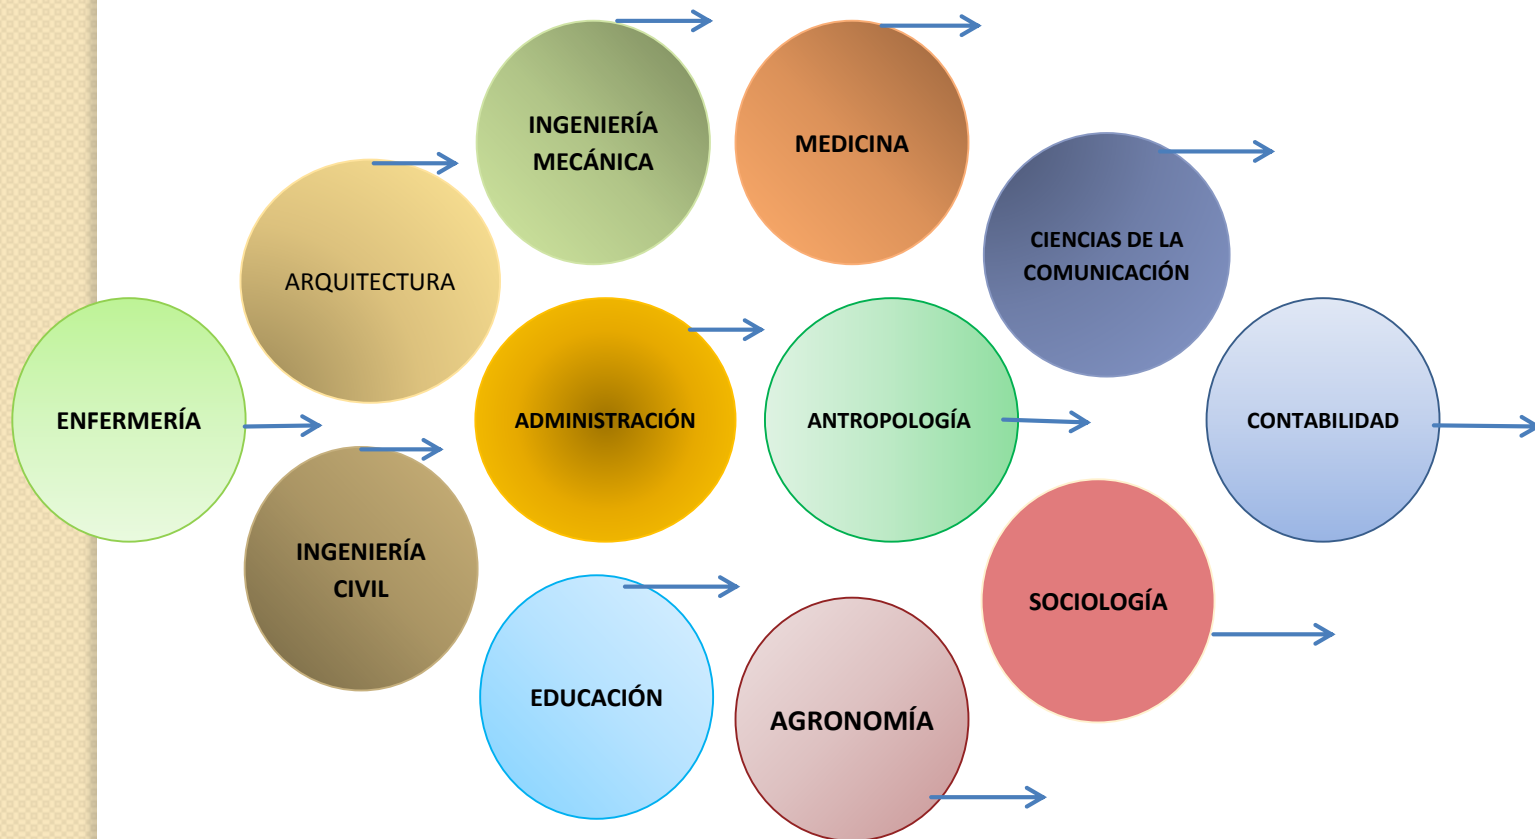 INGENIERÍA
MECÁNICA
MEDICINA
CIENCIAS DE LA
COMUNICACIÓN
ARQUITECTURA
ENFERMERÍA
ADMINISTRACIÓN
ANTROPOLOGÍA
CONTABILIDAD
INGENIERÍA
CIVIL
SOCIOLOGÍA
EDUCACIÓN
AGRONOMÍA